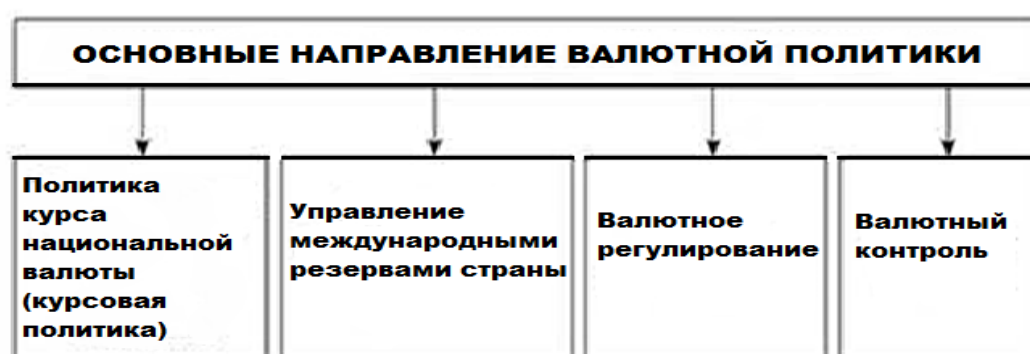 ОСНОВНЫЕ НАПРАВЛЕНИЕ ВАЛЮТНОЙ ПОЛИТИКИ
Политика
курса
национальной
валюты
(курсовая
политика)
Управление
международными
резервами страны
Валютное
регулирование
Валютный
контроль